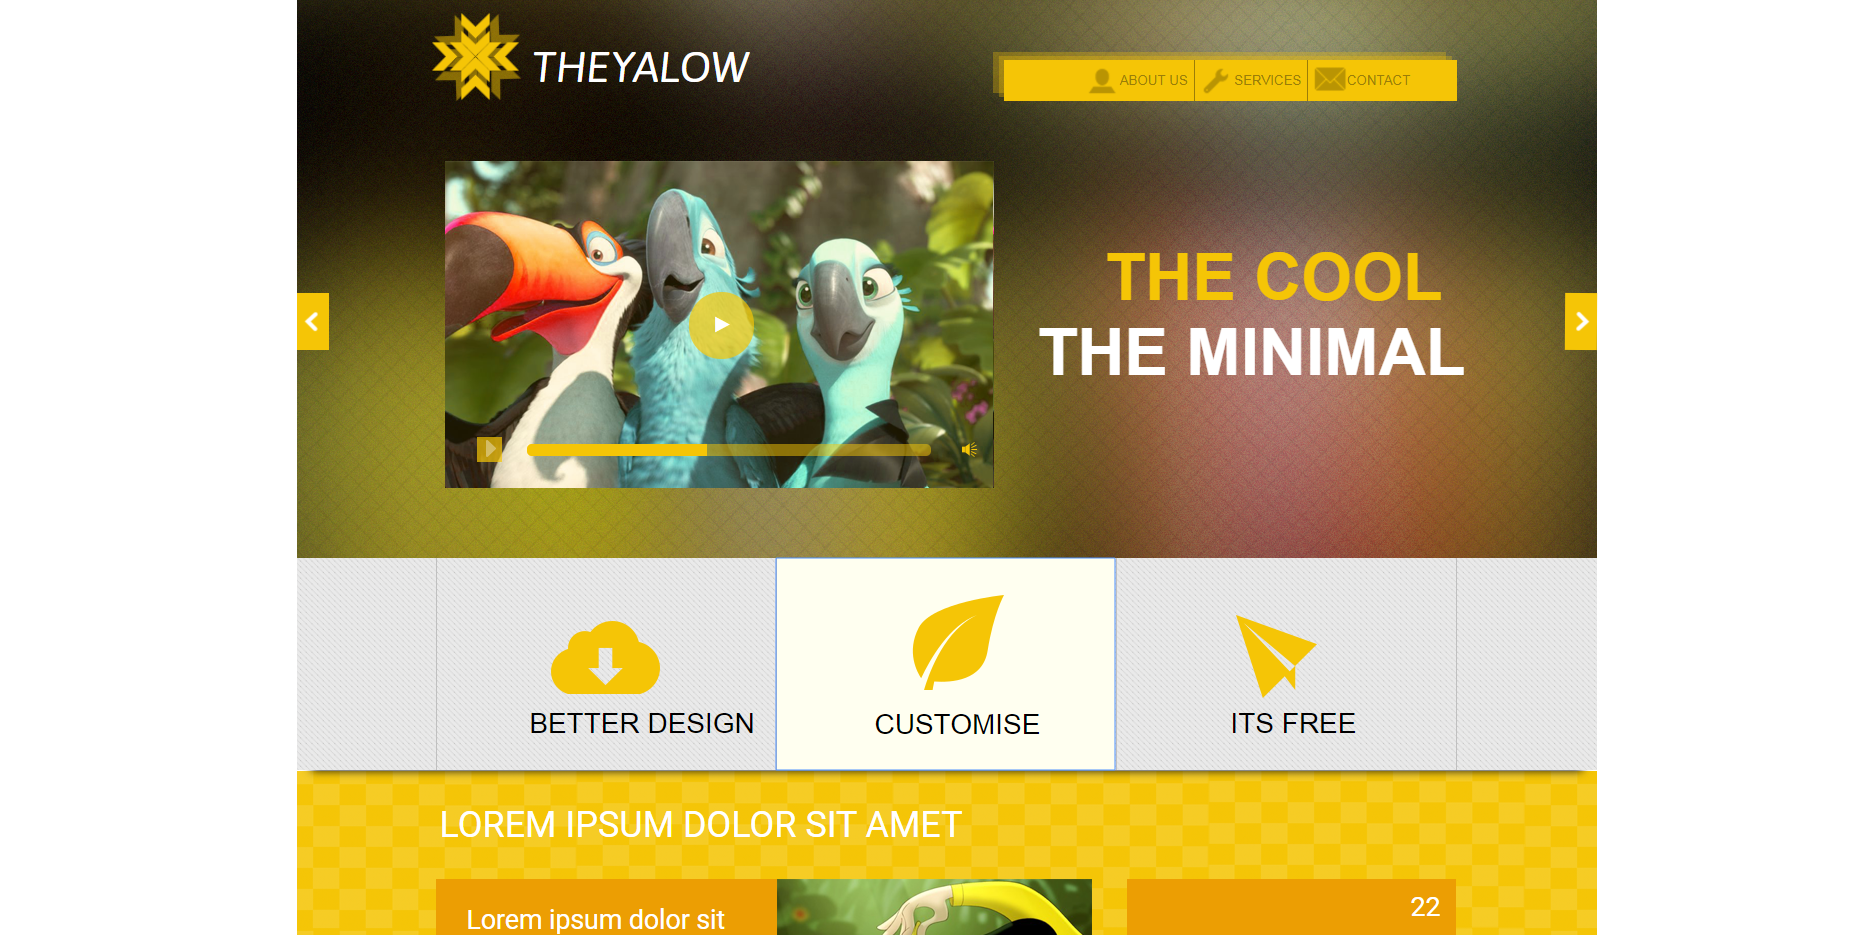 THEYALOW
ABOUT US
SERVICES
CONTACT
THE COOL
THE MINIMAL
BETTER DESIGN
CUSTOMISE
ITS FREE
LOREM IPSUM DOLOR SIT AMET
Lorem ipsum dolor sit
22